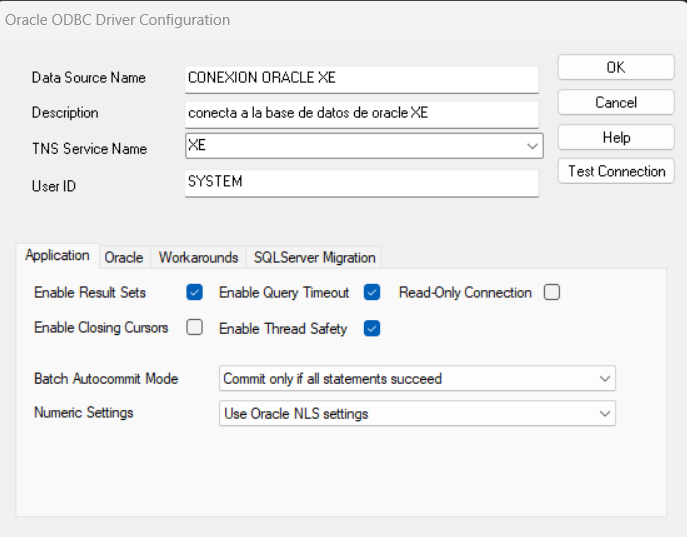 Oracle ODBC Driver Configuration
Data Source Name CONEXION ORACLE XE OK
Description conecta a la base de datos de oracle XE Cancel
TNS Service Name XE Help
User ID SYSTEM Test Connection
Application Oracle Workarounds SQLServer Migration
Enable Result Sets Enable Query Timeout Read-Only Connection
Enable Closing Cursors Enable Thread Safety
Batch Autocommit Mode Commit only if all statements succeed
Numeric Settings Use Oracle NLS settings